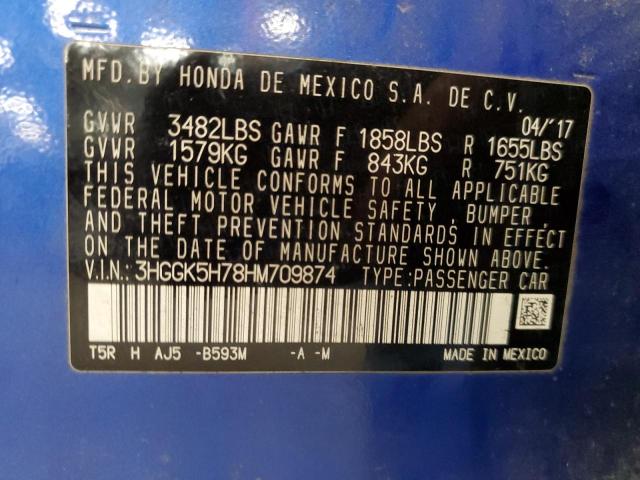 MFD. BY HONDA DE MEXICO S.A. DE C.V.
04/'17
GVWR 3482LBS GAWR F 1858LBS R 1655LBS
GVWR 1579KG GAWR F 843KG R 751KG
THIS VEHICLE CONFORMS TO ALL APPLICABLE
FEDERAL MOTOR VEHICLE SAFETY, BUMPER,
AND THEFT PREVENTION STANDARDS IN EFFECT
ON THE DATE OF MANUFACTURE SHOWN ABOVE.
V.I.N.: 3HGGK5H78HM709874 TYPE:PASSENGER CAR
T5R H AJ5 -B593M -A -M MADE IN MEXICO